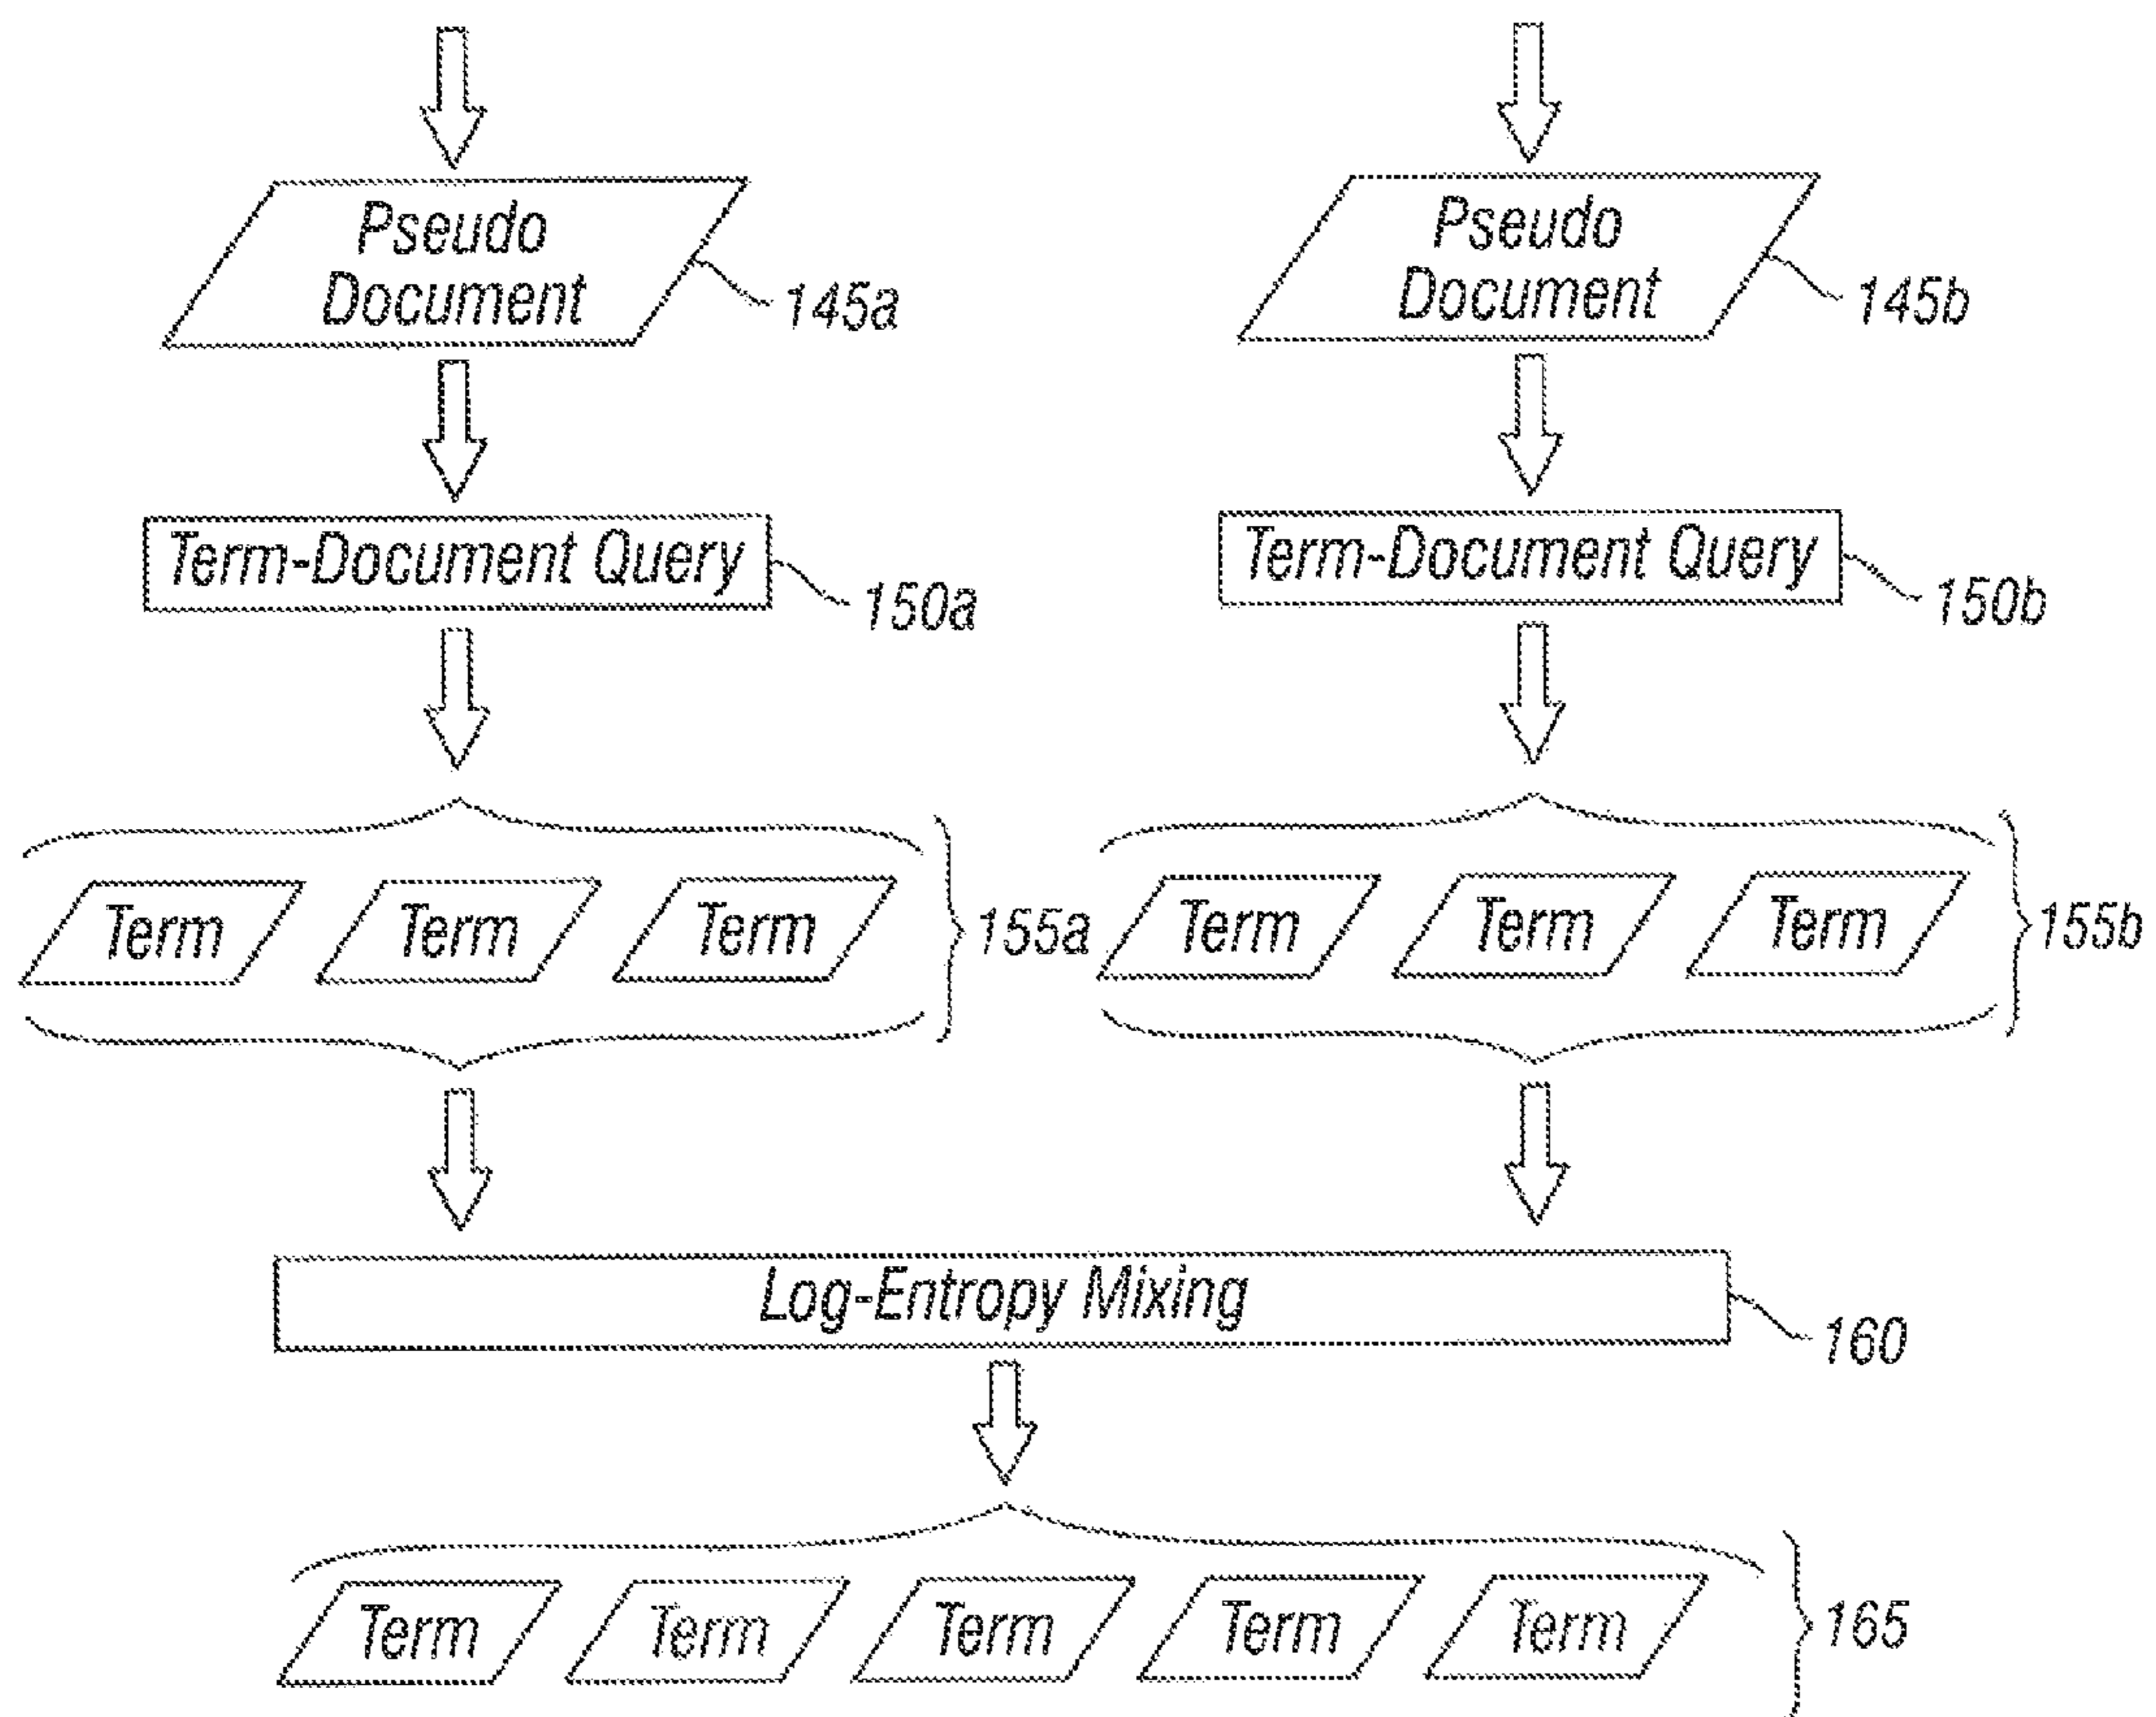 Pseudo
Document
145a
Pseudo
Document
145b
Term-Document Query
150a
Term-Document Query
150b
Term Term Term
155a
Term Term Term
155b
Log-Entropy Mixing
160
Term Term Term Term Term
165